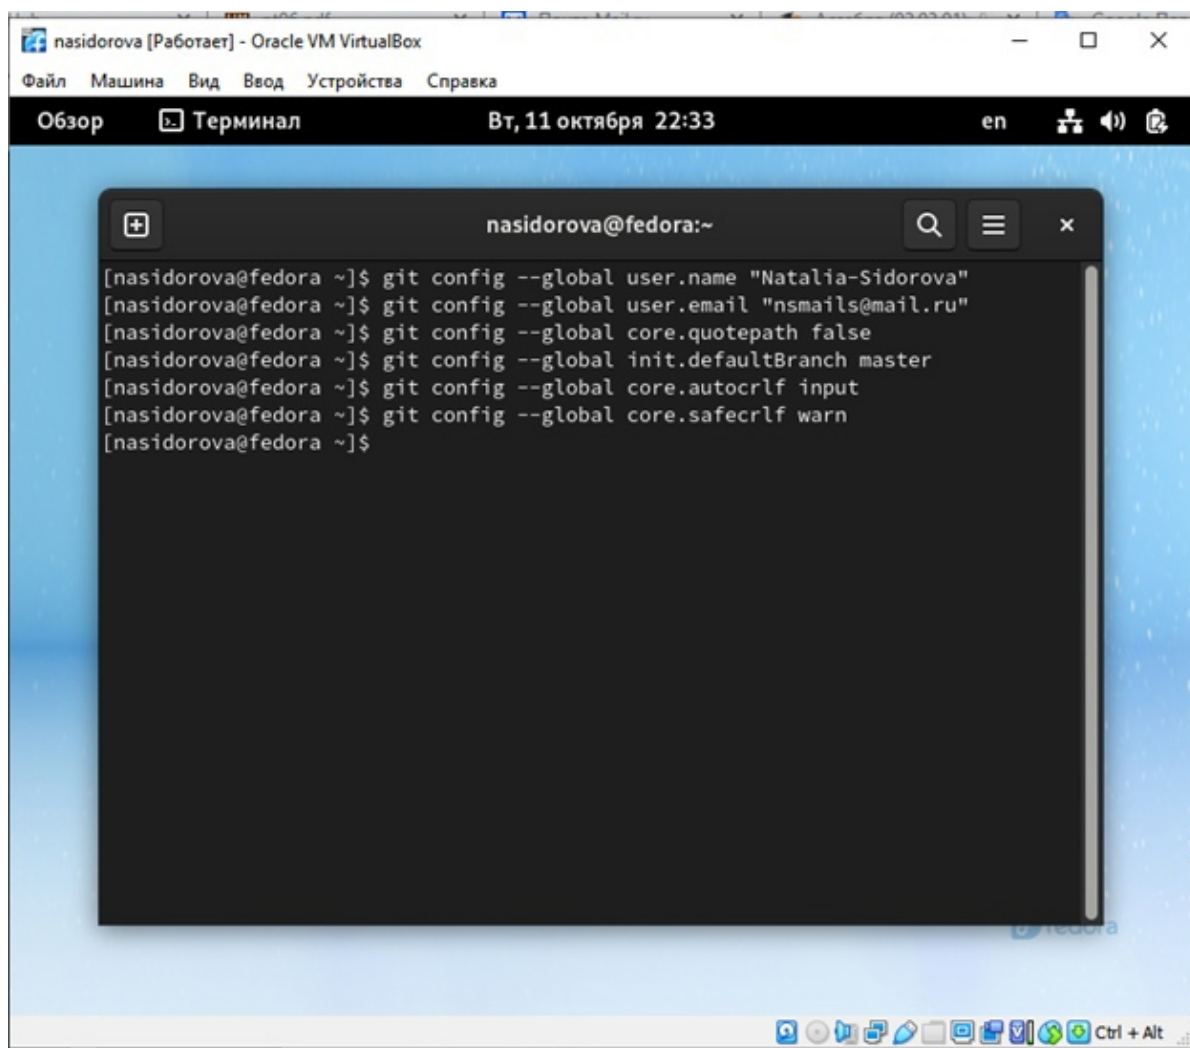 nasidorova [Работает] - Oracle VM VirtualBox
Файл Машина Вид Ввод Устройства Справка
Обзор Терминал Вт, 11 октября 22:33 en
nasidorova@fedora:~
[nasidorova@fedora ~]$ git config --global user.name "Natalia-Sidorova"
[nasidorova@fedora ~]$ git config --global user.email "nsmails@mail.ru"
[nasidorova@fedora ~]$ git config --global core.quotepath false
[nasidorova@fedora ~]$ git config --global init.defaultBranch master
[nasidorova@fedora ~]$ git config --global core.autocrlf input
[nasidorova@fedora ~]$ git config --global core.safecrlf warn
[nasidorova@fedora ~]$
fedora
Ctrl + Alt